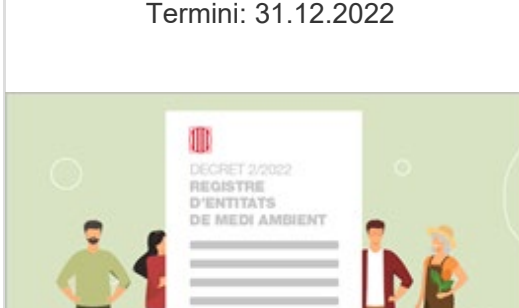 Termini: 31.12.2022
DECRET 2/2022
REGISTRE
D'ENTITATS
DE MEDI AMBIENT